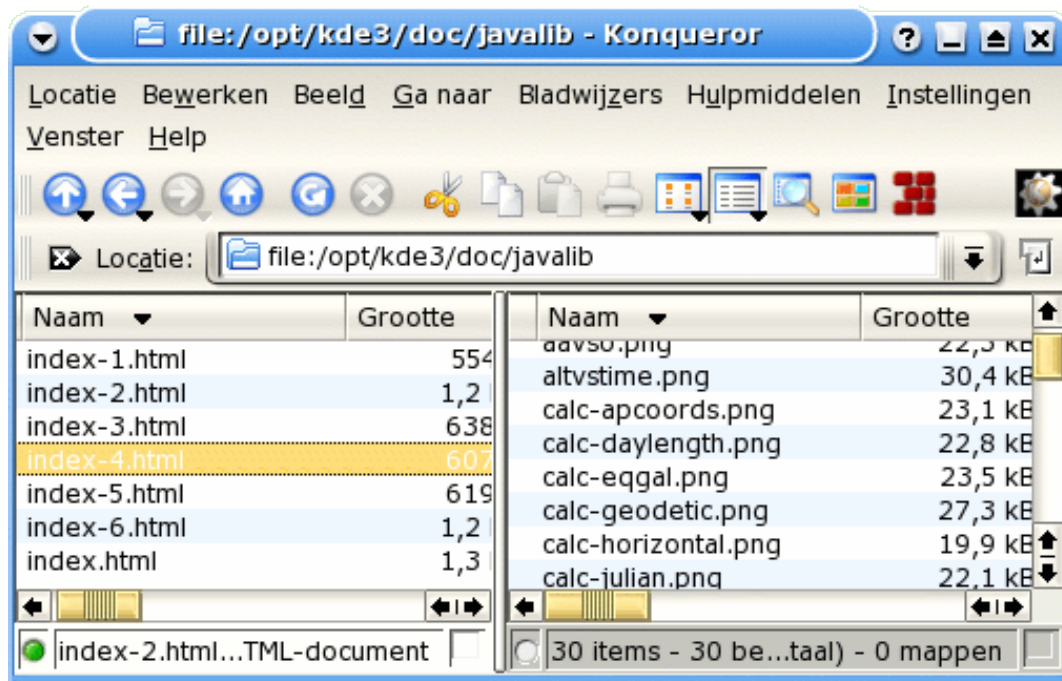 file:/opt/kde3/doc/javalib - Konqueror
Locatie Bewerken Beeld Ga naar Bladwijzers Hulpmiddelen Instellingen
Venster Help
Locatie: file:/opt/kde3/doc/javalib
Naam Grootte
index-1.html 554
index-2.html 1,2
index-3.html 638
index-4.html 607
index-5.html 619
index-6.html 1,2
index.html 1,3
index-2.html...TML-document
Naam Grootte
aavso.png 22,5 kB
altvstime.png 30,4 kB
calc-apcoords.png 23,1 kB
calc-daylength.png 22,8 kB
calc-eqgal.png 23,5 kB
calc-geodetic.png 27,3 kB
calc-horizontal.png 19,9 kB
calc-julian.png 22,1 kB
30 items - 30 be...taal) - 0 mappen